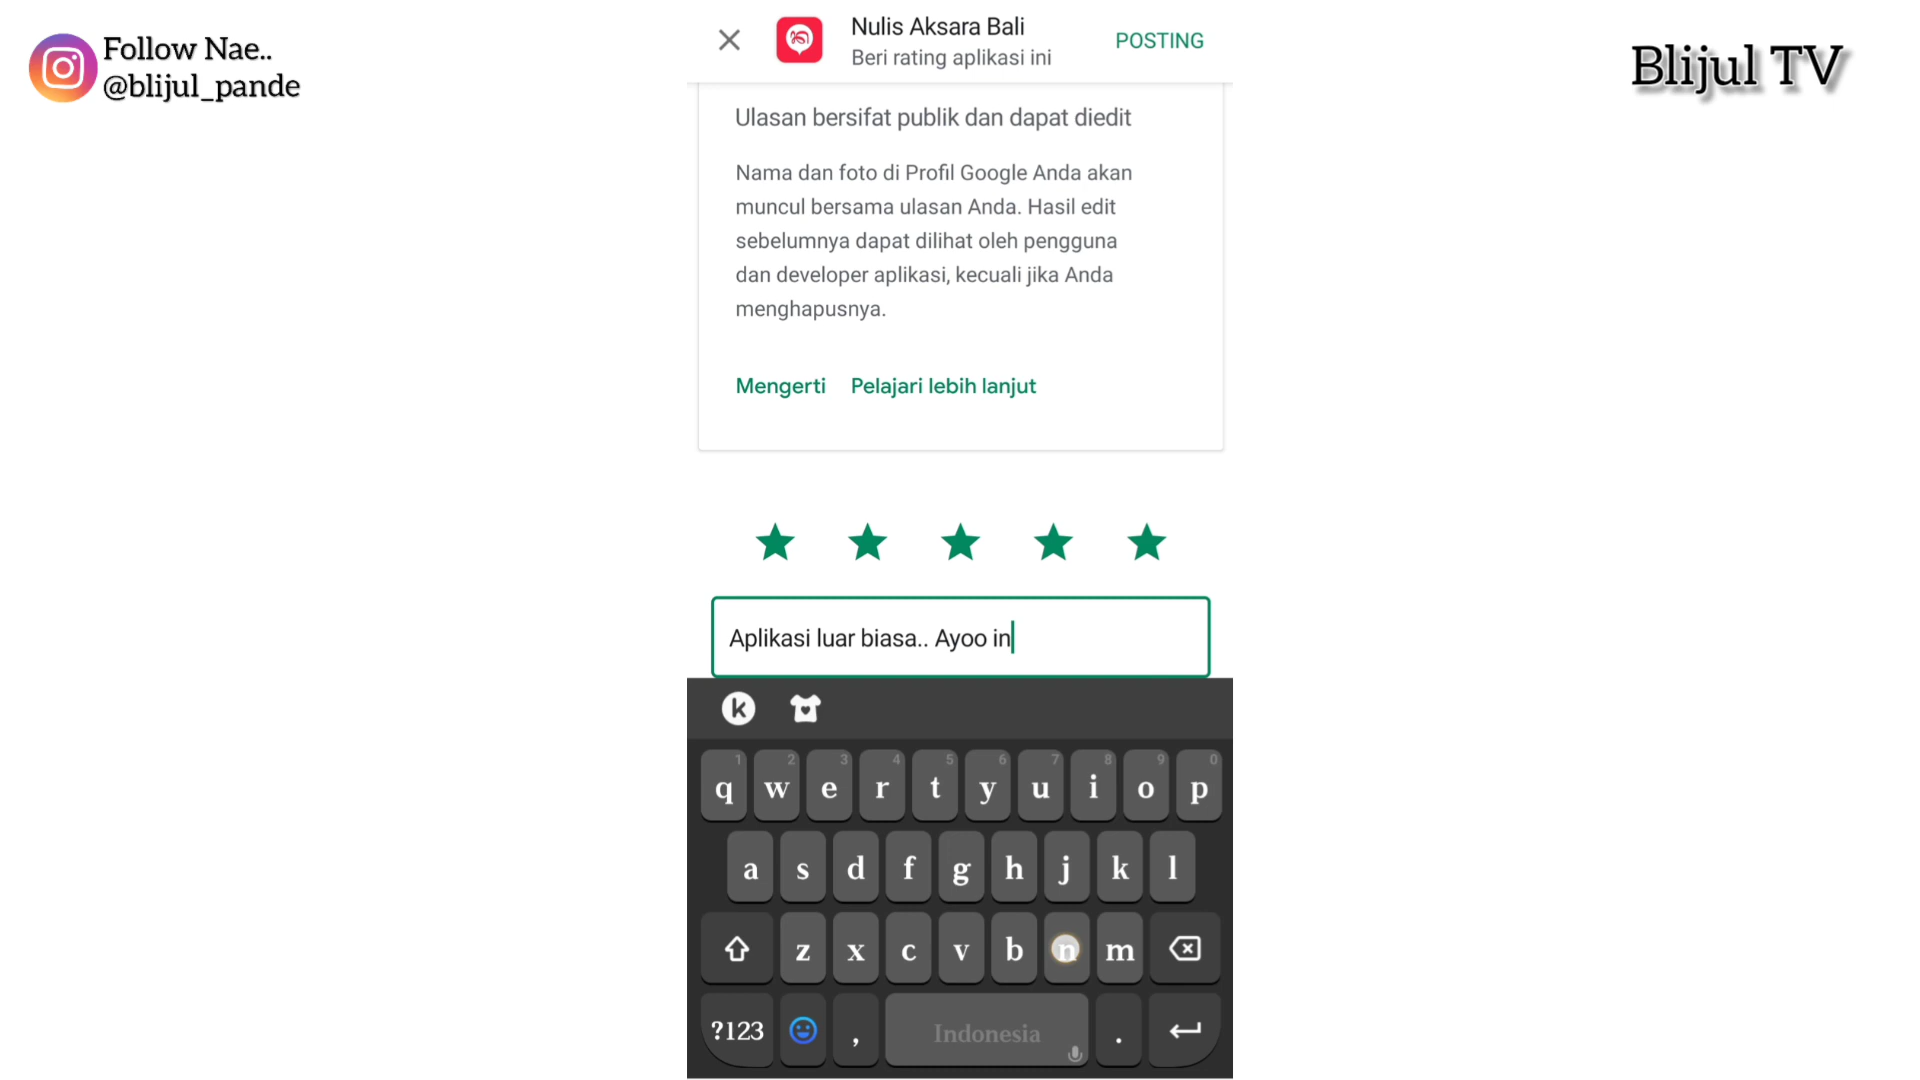 Follow Nae..
@blijul_pande
Blijul TV
Nulis Aksara Bali
Beri rating aplikasi ini
POSTING
Ulasan bersifat publik dan dapat diedit
Nama dan foto di Profil Google Anda akan
muncul bersama ulasan Anda. Hasil edit
sebelumnya dapat dilihat oleh pengguna
dan developer aplikasi, kecuali jika Anda
menghapusnya.
Mengerti Pelajari lebih lanjut
Aplikasi luar biasa.. Ayoo in
k
1 2 3 4 5 6 7 8 9 0
q w e r t y u i o p
a s d f g h j k l
z x c v b n m
?123 , Indonesia .